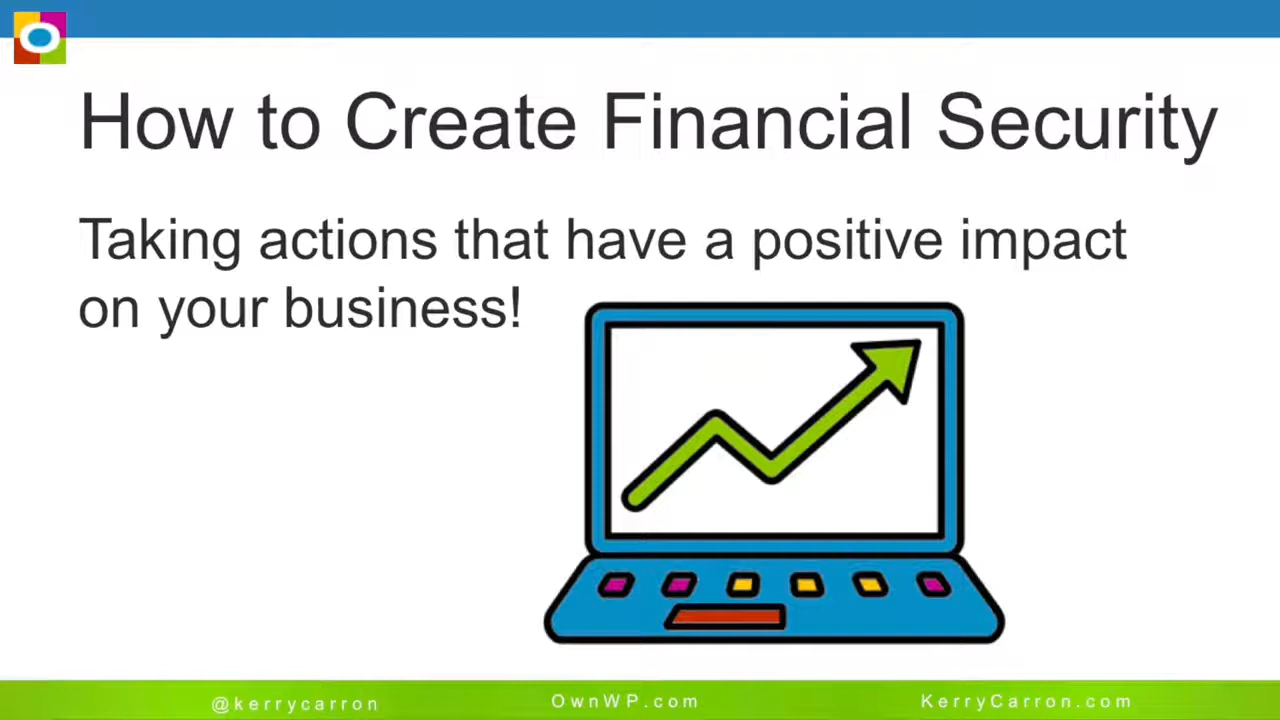 How to Create Financial Security
Taking actions that have a positive impact
on your business!
@kerrycarron OwnWP.com KerryCarron.com